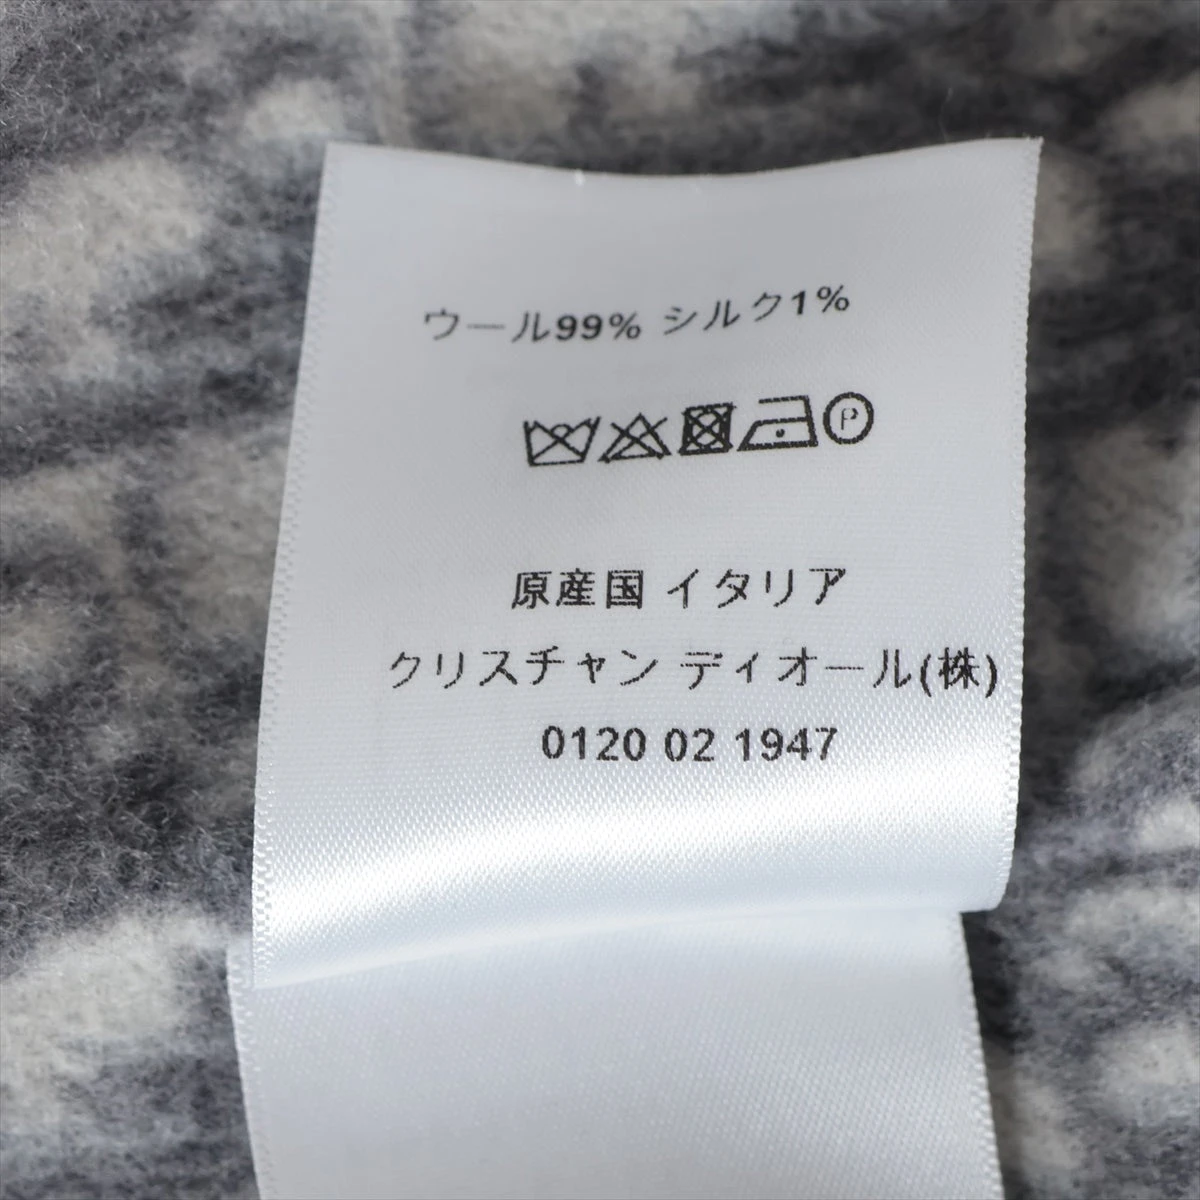 ウール99% シルク1%
P
原産国 イタリア
クリスチャン ディオール(株)
0120 02 1947